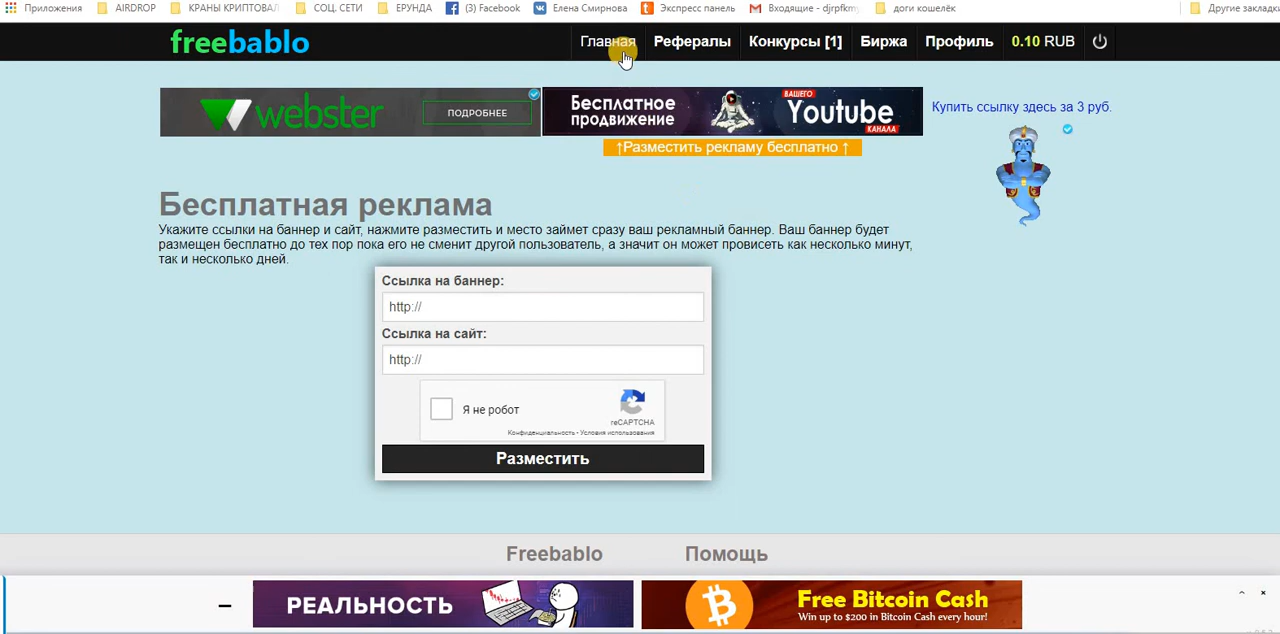 Приложения AIRDROP КРАНЫ КРИПТОВАЛ СОЦ. СЕТИ ЕРУНДА (3) Facebook Елена Смирнова Экспресс панель Входящие - djrpfkmy доги кошелёк Другие закладки
freebablo Главная Рефералы Конкурсы [1] Биржа Профиль 0.10 RUB
webster ПОДРОБНЕЕ
Бесплатное продвижение
ВАШЕГО
Youtube
КАНАЛА
Купить ссылку здесь за 3 руб.
↑Разместить рекламу бесплатно ↑
Бесплатная реклама
Укажите ссылки на баннер и сайт, нажмите разместить и место займет сразу ваш рекламный баннер. Ваш баннер будет
размещен бесплатно до тех пор пока его не сменит другой пользователь, а значит он может провисеть как несколько минут,
так и несколько дней.
Ссылка на баннер:
http://
Ссылка на сайт:
http://
Я не робот
reCAPTCHA
Конфиденциальность - Условия использования
Разместить
Freebablo Помощь
РЕАЛЬНОСТЬ
Free Bitcoin Cash
Win up to $200 in Bitcoin Cash every hour!